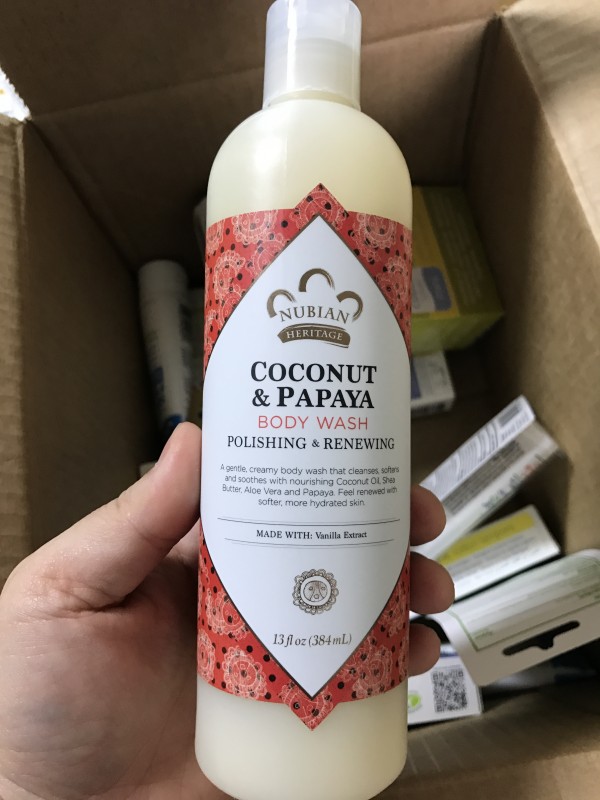 NUBIAN
HERITAGE
COCONUT
& PAPAYA
BODY WASH
POLISHING & RENEWING
A gentle, creamy body wash that cleanses, softens
and soothes with nourishing Coconut Oil, Shea
Butter, Aloe Vera and Papaya. Feel renewed with
softer, more hydrated skin.
MADE WITH: Vanilla Extract
13 fl oz (384 mL)